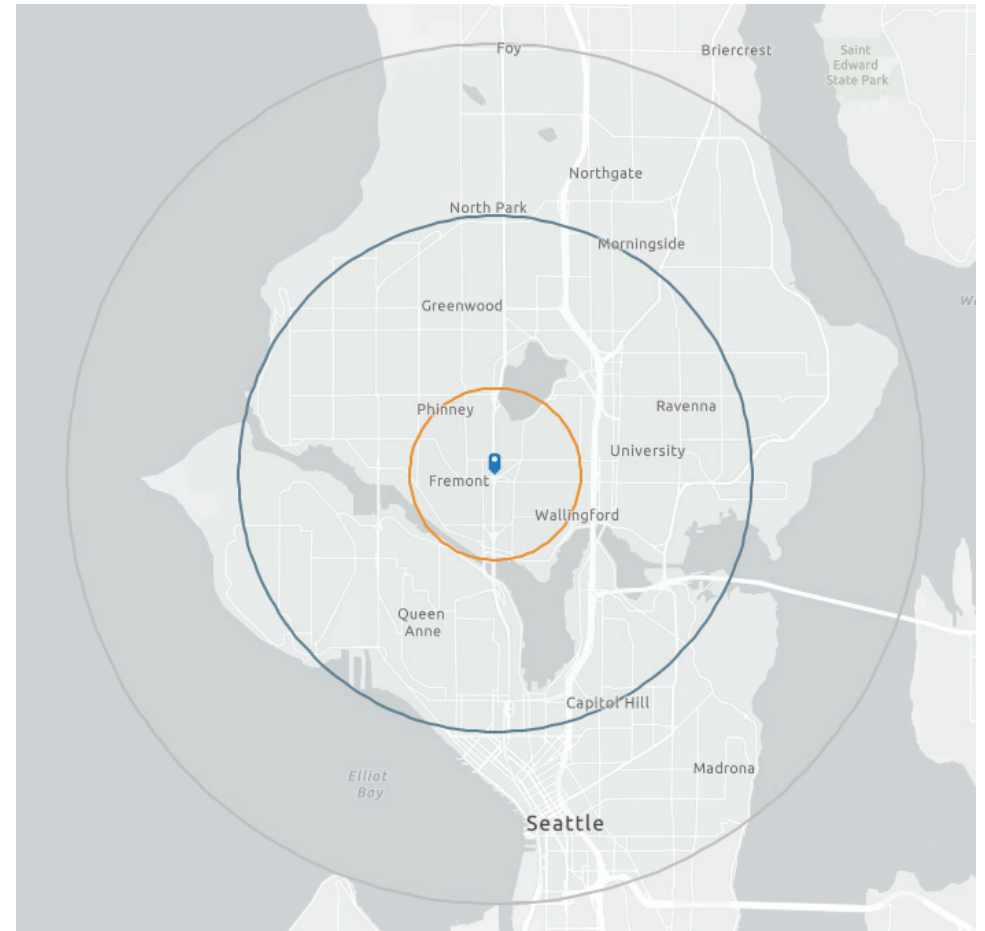 Foy
Briercrest
Saint
Edward
State Park
Northgate
North Park
Morningside
Greenwood
Phinney
Ravenna
University
Fremont
Wallingford
Queen
Anne
Capitol Hill
Elliot
Bay
Madrona
Seattle